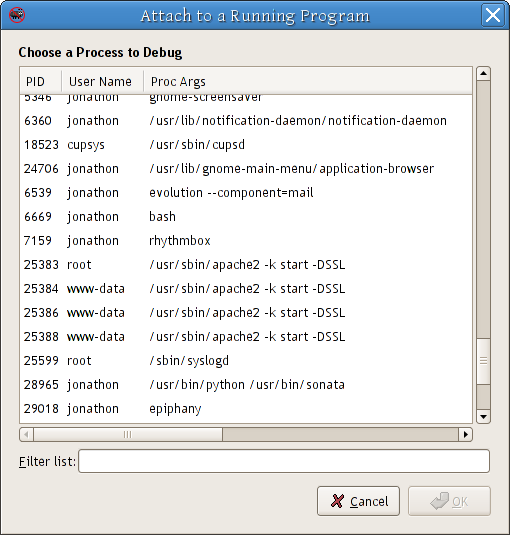 Attach to a Running Program
Choose a Process to Debug
PID User Name Proc Args
5346 jonathon gnome-screensaver
6360 jonathon /usr/lib/notification-daemon/notification-daemon
18523 cupsys /usr/sbin/cupsd
24706 jonathon /usr/lib/gnome-main-menu/application-browser
6539 jonathon evolution --component=mail
6669 jonathon bash
7159 jonathon rhythmbox
25383 root /usr/sbin/apache2 -k start -DSSL
25384 www-data /usr/sbin/apache2 -k start -DSSL
25386 www-data /usr/sbin/apache2 -k start -DSSL
25388 www-data /usr/sbin/apache2 -k start -DSSL
25599 root /sbin/syslogd
28965 jonathon /usr/bin/python /usr/bin/sonata
29018 jonathon epiphany
Filter list:
Cancel OK